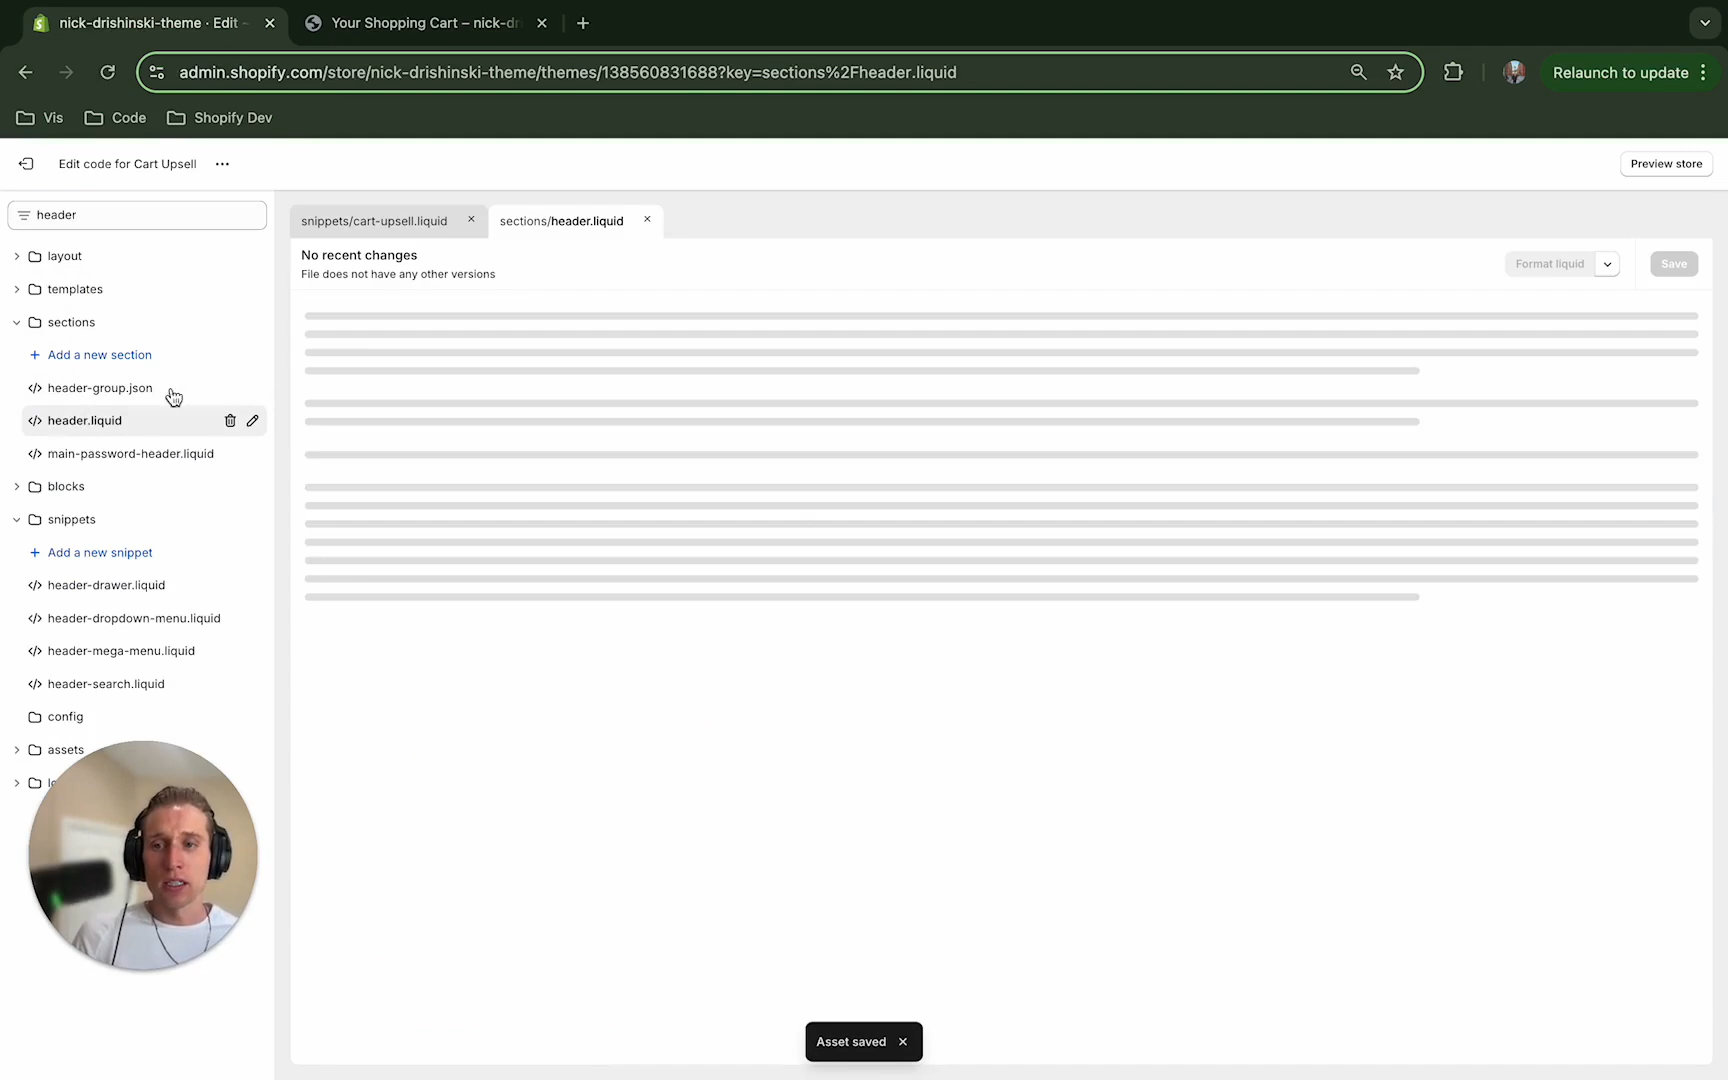 nick-drishinski-theme · Edit
Your Shopping Cart – nick-dr
admin.shopify.com/store/nick-drishinski-theme/themes/138560831688?key=sections%2Fheader.liquid
Relaunch to update
Vis
Code
Shopify Dev
Edit code for Cart Upsell
Preview store
header
snippets/cart-upsell.liquid
sections/header.liquid
No recent changes
File does not have any other versions
Format liquid
Save
layout
templates
sections
Add a new section
header-group.json
header.liquid
main-password-header.liquid
blocks
snippets
Add a new snippet
header-drawer.liquid
header-dropdown-menu.liquid
header-mega-menu.liquid
header-search.liquid
config
assets
Asset saved